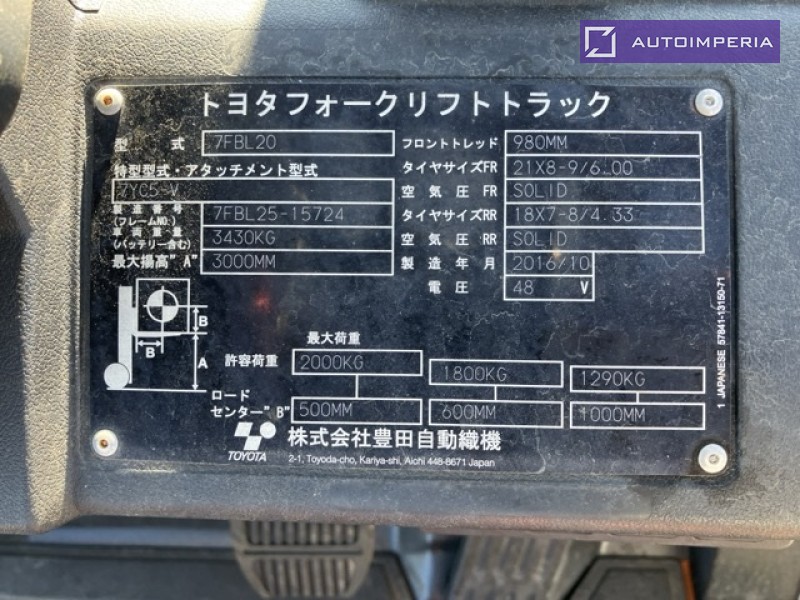 AUTOIMPERIA
トヨタフォークリフトトラック
型式 7FBL20 フロントトレッド 980MM
特型型式・アタッチメント型式 タイヤサイズFR 21X8-9/6.00
7YC5-V 空気圧 FR SOLID
製造番号 (フレームNO.) 7FBL25-15724 タイヤサイズRR 18X7-8/4.33
車両重量 (バッテリー含む) 3430KG 空気圧 RR SOLID
最大揚高"A" 3000MM 製造年月 2016/10
電圧 48 V
B
B A
最大荷重
許容荷重 2000KG 1800KG 1290KG
ロード
センター"B" 500MM 600MM 1000MM
TOYOTA 株式会社豊田自動織機
2-1, Toyoda-cho, Kariya-shi, Aichi 448-8671 Japan
1 JAPANESE 57841-13150-71